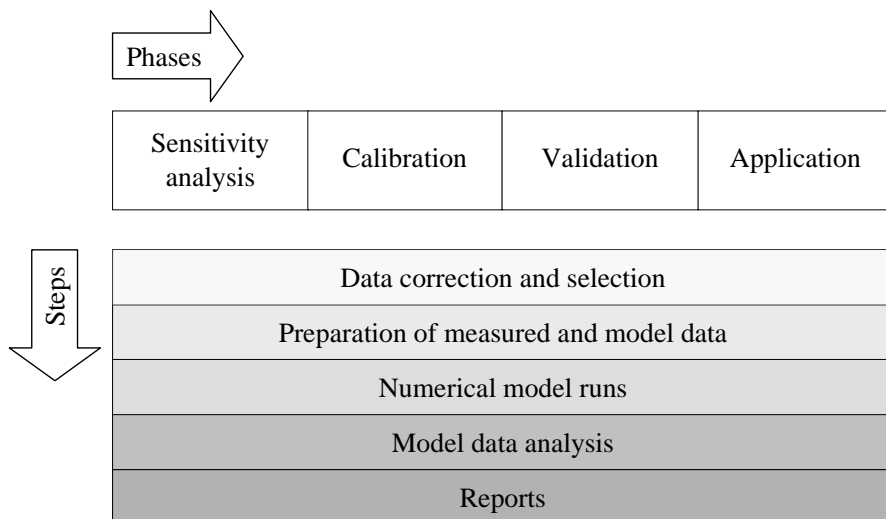 Phases
Sensitivity
analysis
Calibration
Validation
Application
Steps
Data correction and selection
Preparation of measured and model data
Numerical model runs
Model data analysis
Reports